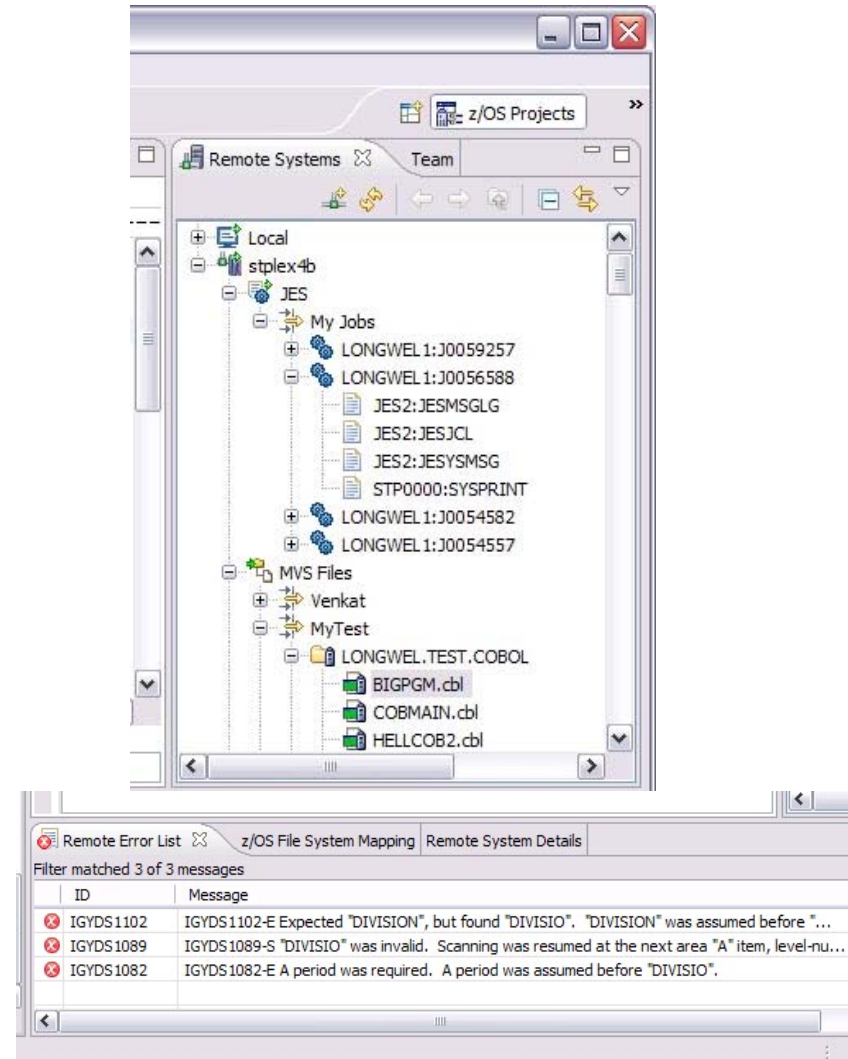 z/OS Projects
»
Remote Systems
Team
Local
stplex4b
JES
My Jobs
LONGWEL1:J0059257
LONGWEL1:J0056588
JES2:JESMSGLG
JES2:JESJCL
JES2:JESYSMSG
STP0000:SYSPRINT
LONGWEL1:J0054582
LONGWEL1:J0054557
MVS Files
Venkat
MyTest
LONGWEL.TEST.COBOL
BIGPGM.cbl
COBMAIN.cbl
HELLCOB2.cbl
Remote Error List
z/OS File System Mapping
Remote System Details
Filter matched 3 of 3 messages
ID Message
IGYDS1102 IGYDS1102-E Expected "DIVISION", but found "DIVISIO". "DIVISION" was assumed before "...
IGYDS1089 IGYDS1089-S "DIVISIO" was invalid. Scanning was resumed at the next area "A" item, level-nu...
IGYDS1082 IGYDS1082-E A period was required. A period was assumed before "DIVISIO".